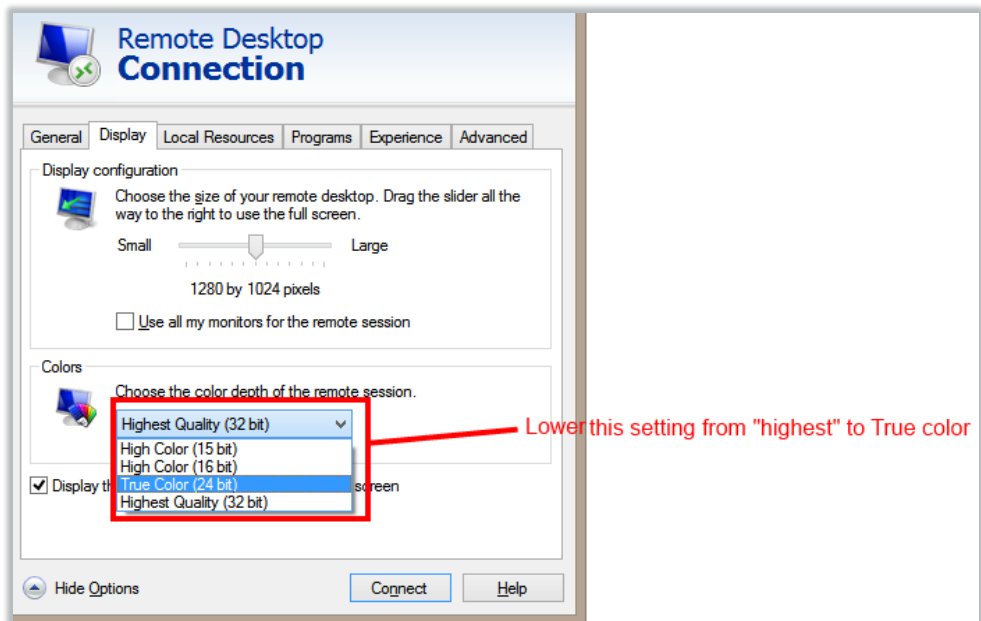 Remote Desktop
Connection
General Display Local Resources Programs Experience Advanced
Display configuration
Choose the size of your remote desktop. Drag the slider all the
way to the right to use the full screen.
Small Large
1280 by 1024 pixels
Use all my monitors for the remote session
Colors
Choose the color depth of the remote session.
Highest Quality (32 bit)
Lower this setting from "highest" to True color
High Color (15 bit)
High Color (16 bit)
True Color (24 bit)
Highest Quality (32 bit)
Display screen
Hide Options Connect Help